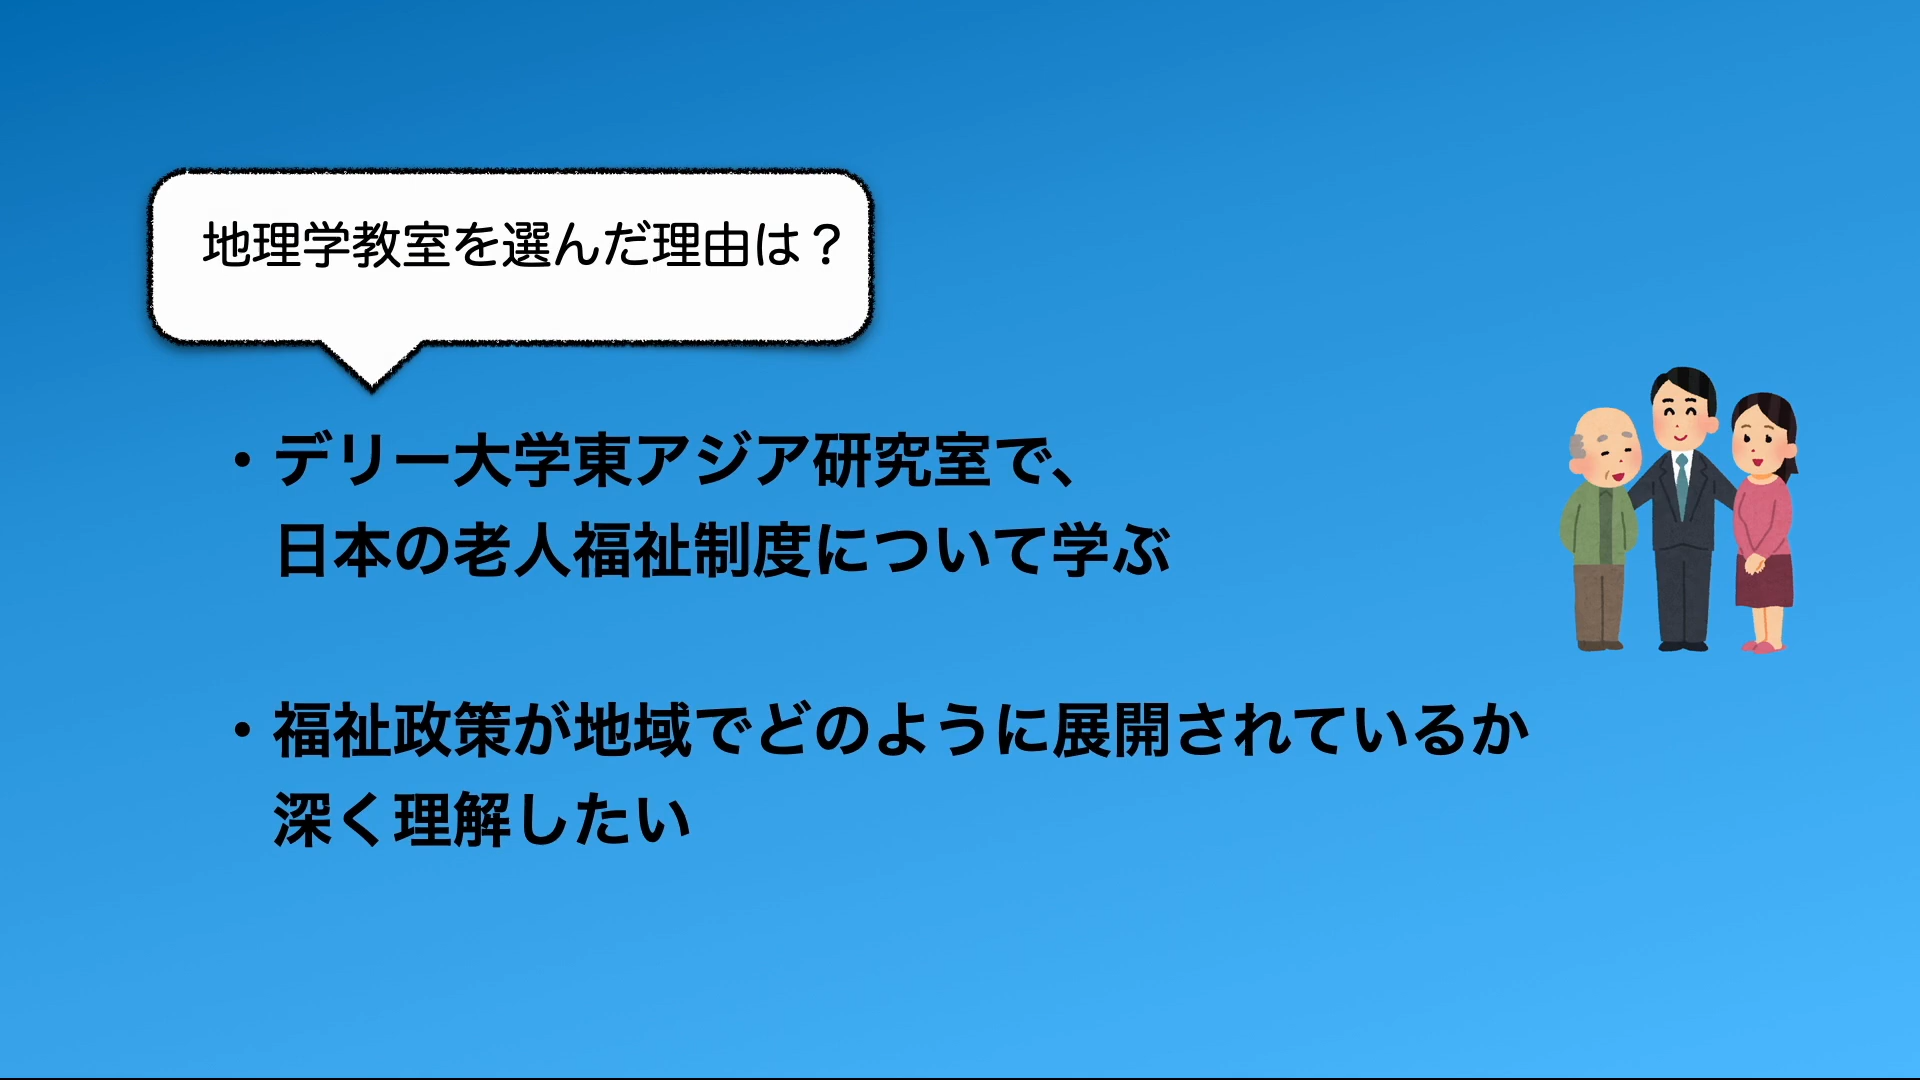 地理学教室を選んだ理由は？
・デリー大学東アジア研究室で、
日本の老人福祉制度について学ぶ
・福祉政策が地域でどのように展開されているか
深く理解したい